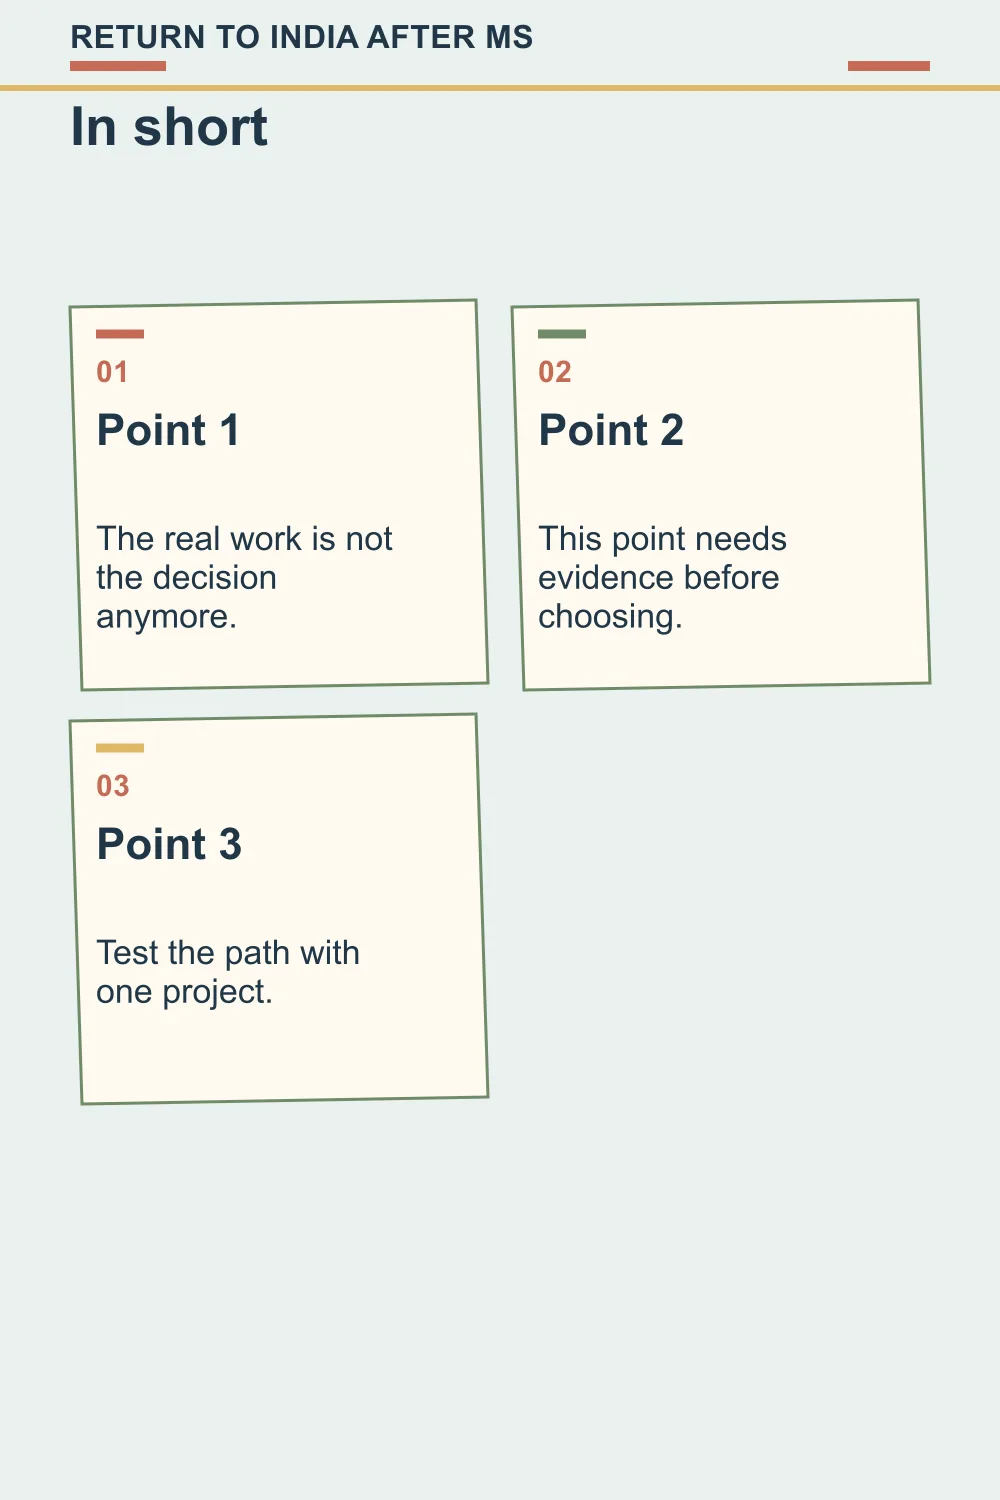 RETURN TO INDIA AFTER MS
In short
01
Point 1
The real work is not
the decision
anymore.
02
Point 2
This point needs
evidence before
choosing.
03
Point 3
Test the path with
one project.